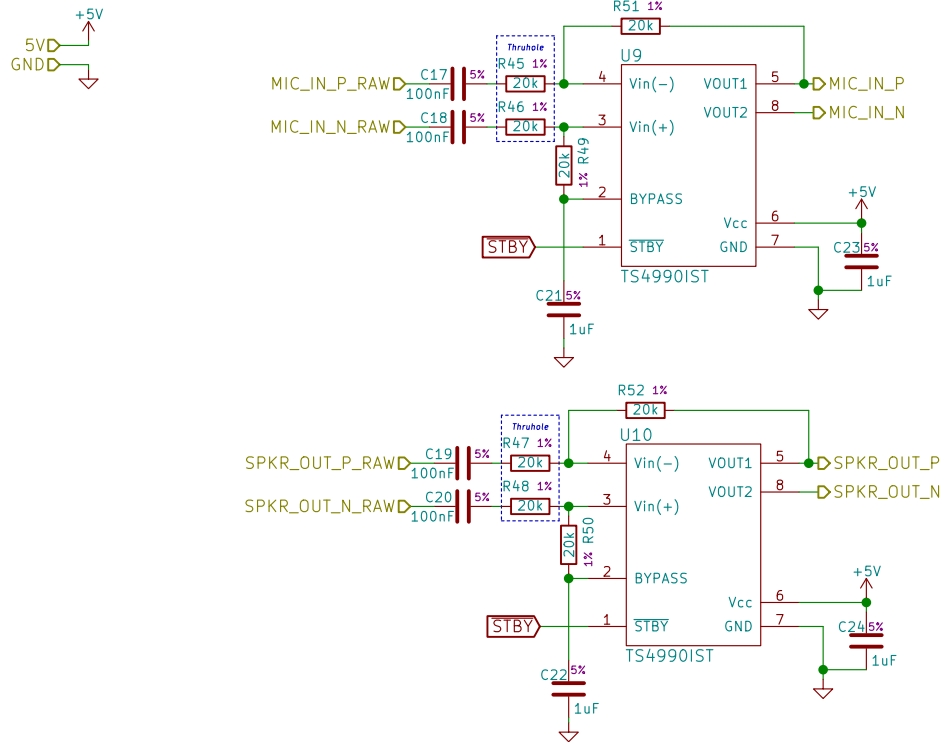 +5V
5V
GND
R51 1%
20k
Thruhole
U9
MIC_IN_P_RAW
C17 5%
100nF
R45 1%
20k
4 Vin(-)
VOUT1 5
MIC_IN_P
MIC_IN_N_RAW
C18 5%
100nF
R46 1%
20k
3 Vin(+)
VOUT2 8
MIC_IN_N
20k R49
1%
2 BYPASS
+5V
Vcc 6
STBY
1 STBY
GND 7
C23 5%
1uF
TS4990IST
C21 5%
1uF
R52 1%
20k
Thruhole
U10
SPKR_OUT_P_RAW
C19 5%
100nF
R47 1%
20k
4 Vin(-)
VOUT1 5
SPKR_OUT_P
SPKR_OUT_N_RAW
C20 5%
100nF
R48 1%
20k
3 Vin(+)
VOUT2 8
SPKR_OUT_N
20k R50
1%
2 BYPASS
+5V
Vcc 6
STBY
1 STBY
GND 7
C24 5%
1uF
TS4990IST
C22 5%
1uF